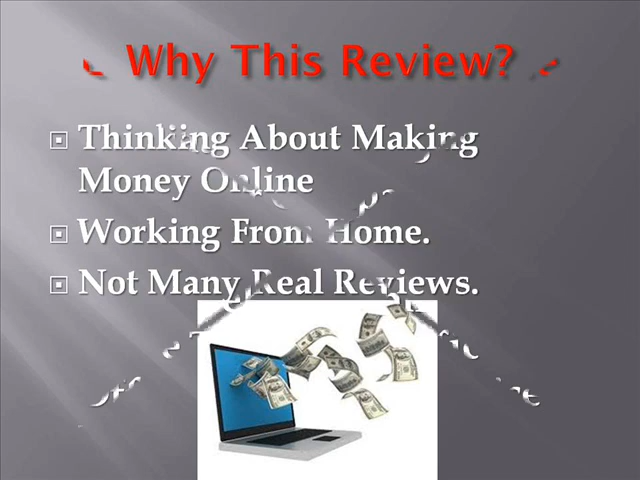 Why This Review?
Thinking About Making
Money Online
Working From Home.
Not Many Real Reviews.